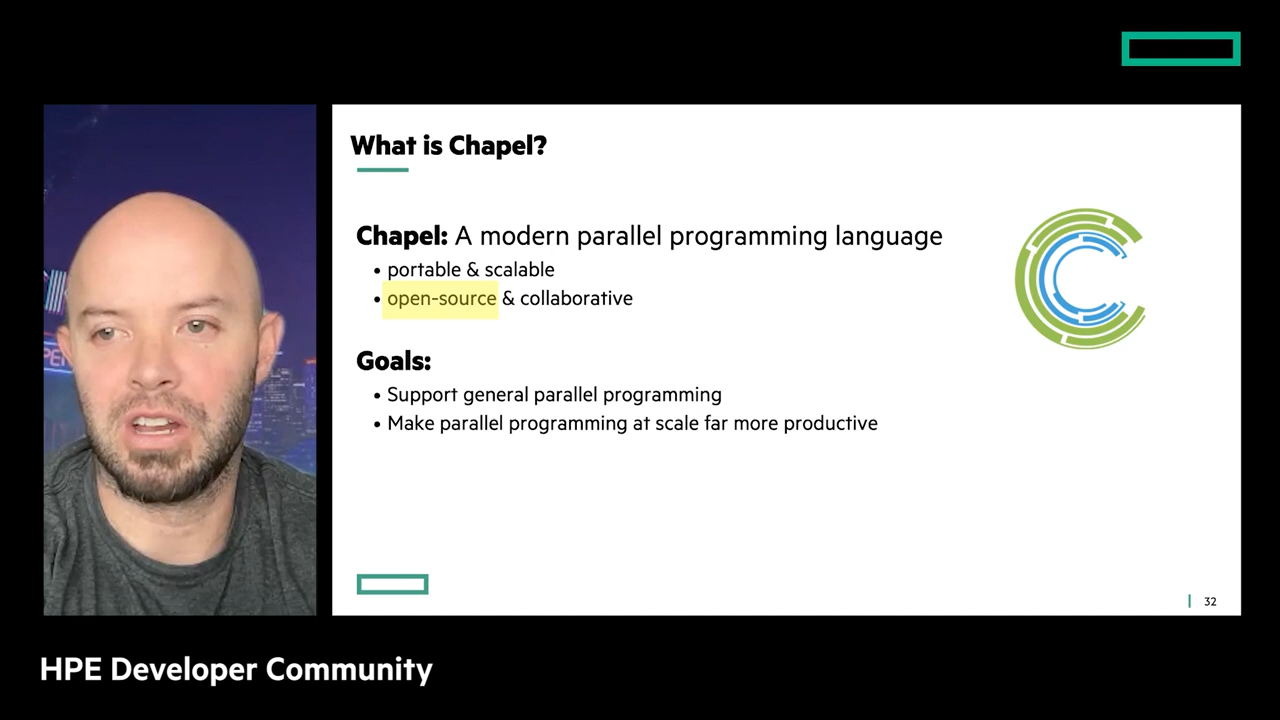 What is Chapel?
Chapel: A modern parallel programming language
• portable & scalable
• open-source & collaborative
Goals:
• Support general parallel programming
• Make parallel programming at scale far more productive
32
HPE Developer Community